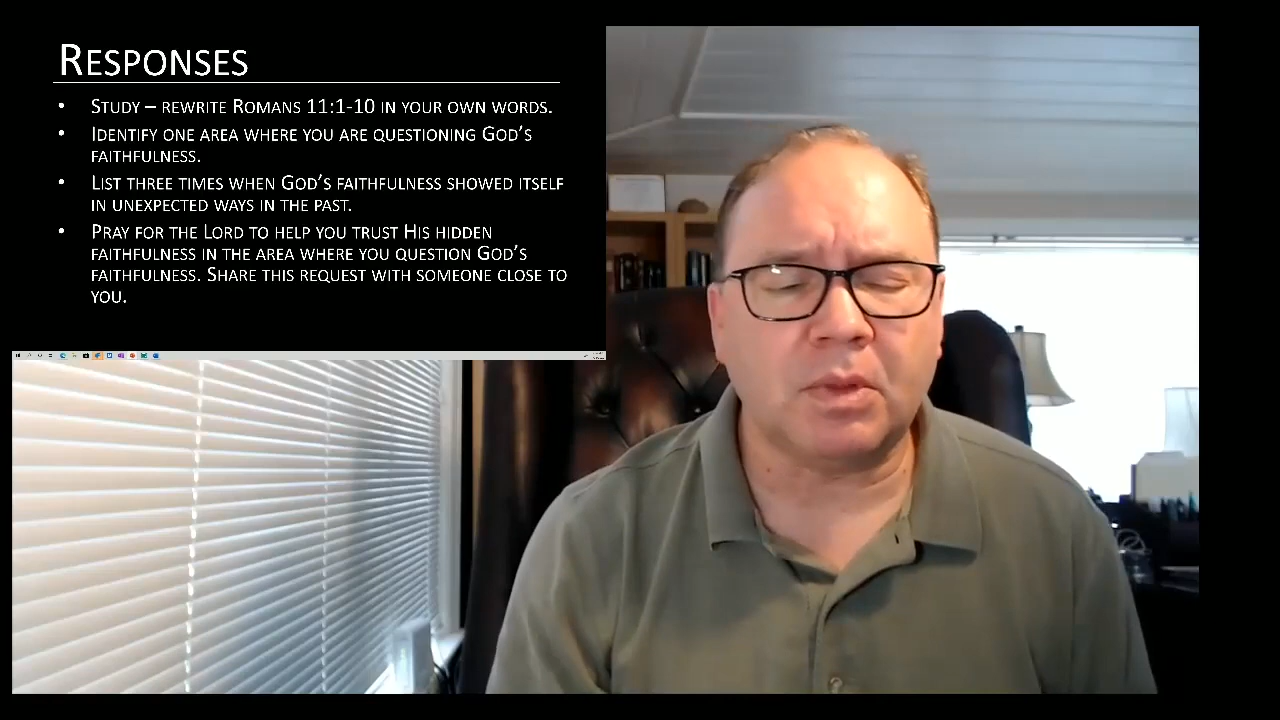 RESPONSES
• STUDY – REWRITE ROMANS 11:1-10 IN YOUR OWN WORDS.
• IDENTIFY ONE AREA WHERE YOU ARE QUESTIONING GOD'S
FAITHFULNESS.
• LIST THREE TIMES WHEN GOD'S FAITHFULNESS SHOWED ITSELF
IN UNEXPECTED WAYS IN THE PAST.
• PRAY FOR THE LORD TO HELP YOU TRUST HIS HIDDEN
FAITHFULNESS IN THE AREA WHERE YOU QUESTION GOD'S
FAITHFULNESS. SHARE THIS REQUEST WITH SOMEONE CLOSE TO
YOU.